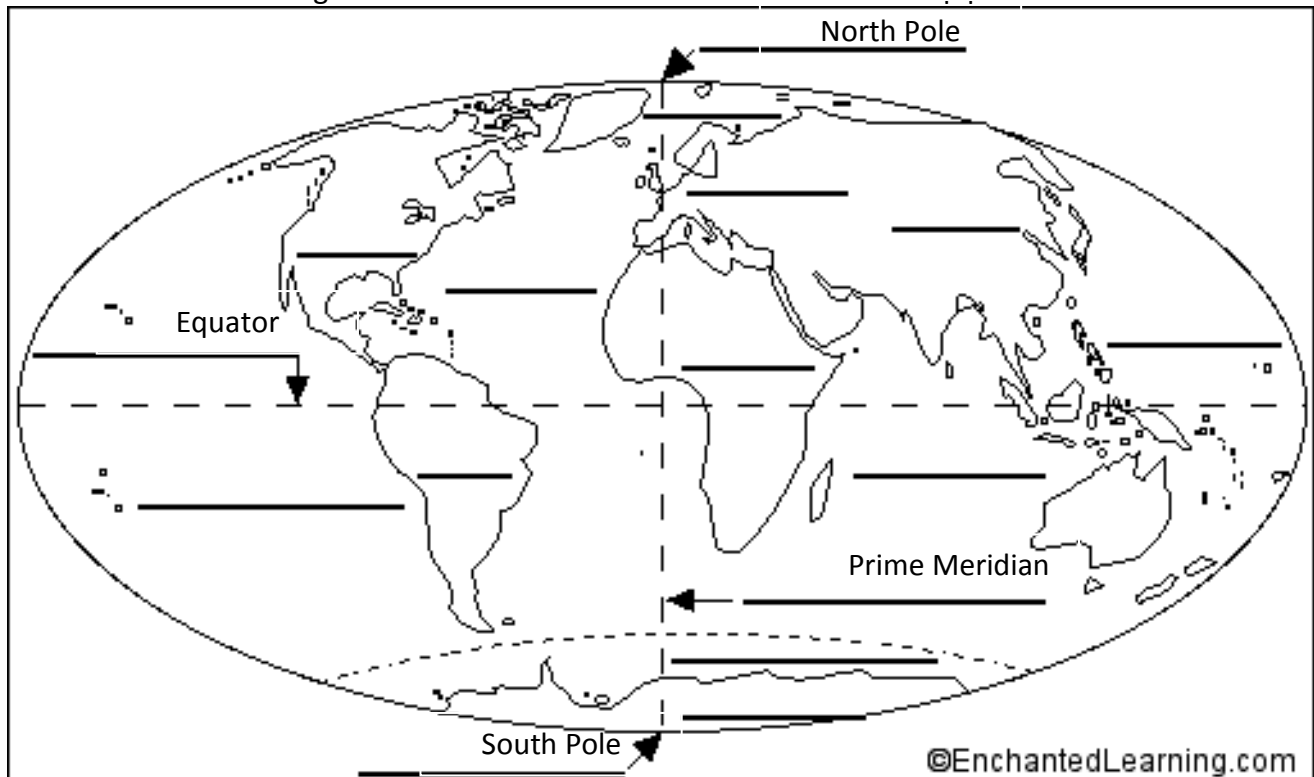 North Pole
Equator
Prime Meridian
South Pole
©EnchantedLearning.com